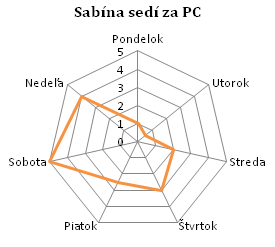 Sabína sedí za PC
Pondelok
5
4
3
2
1
0
Utorok
Streda
Štvrtok
Piatok
Sobota
Nedeľa